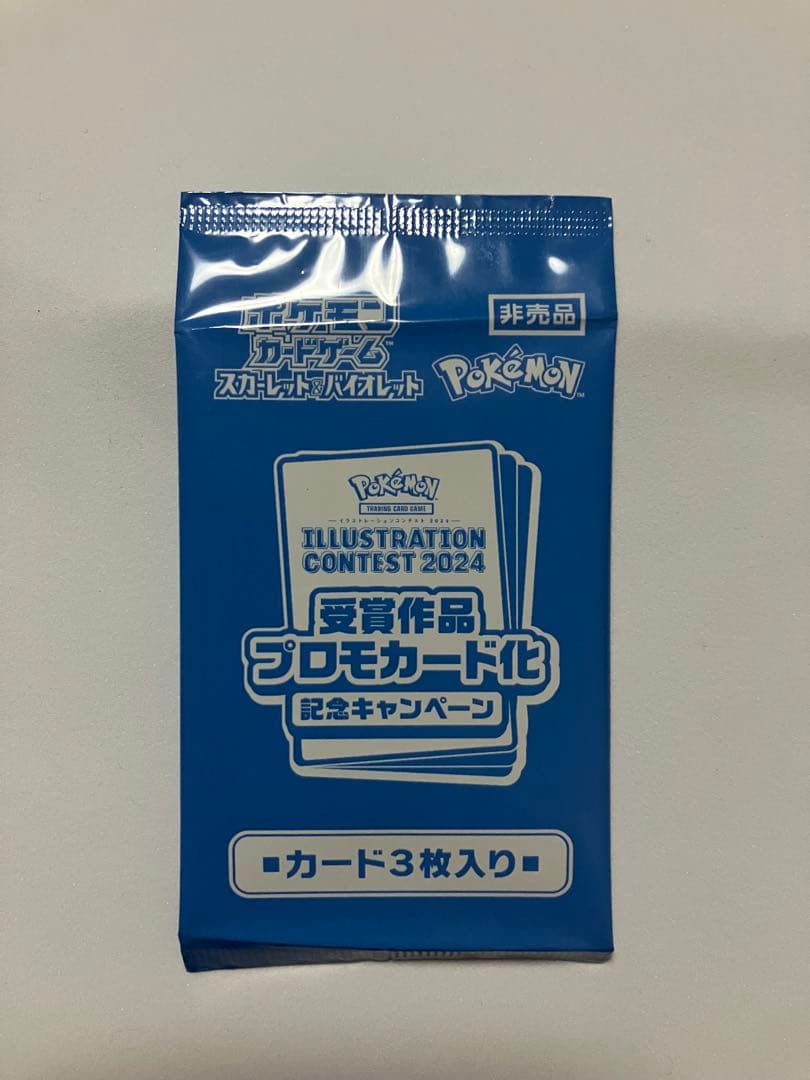 非売品
ポケモン
カードゲーム™
スカーレット&バイオレット
POKéMON™
POKéMON
TRADING CARD GAME
イラストレーションコンテスト 2024
ILLUSTRATION
CONTEST 2024
受賞作品
プロモカード化
記念キャンペーン
■カード3枚入り■